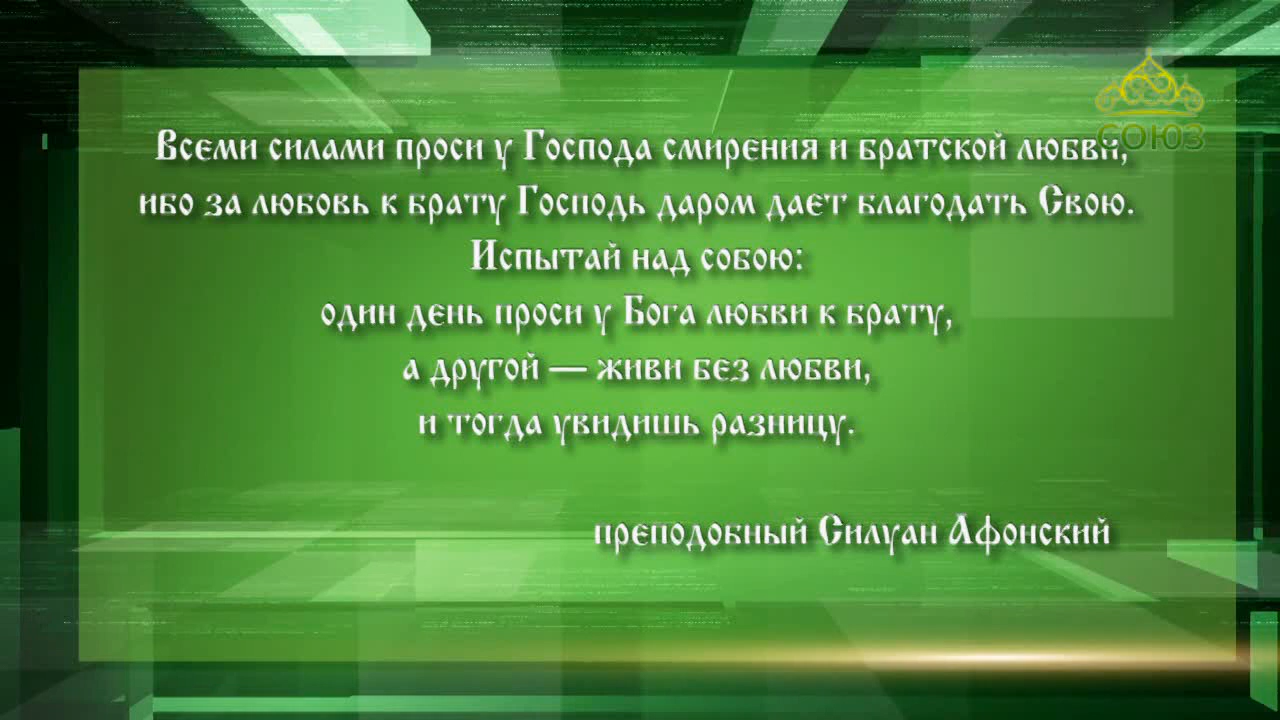 СОЮЗ
Всеми силами проси у Господа смирения и братской любви,
ибо за любовь к брату Господь даром дает благодать Свою.
Испытай над собою:
один день проси у Бога любви к брату,
а другой — живи без любви,
и тогда увидишь разницу.
преподобный Силуан Афонский